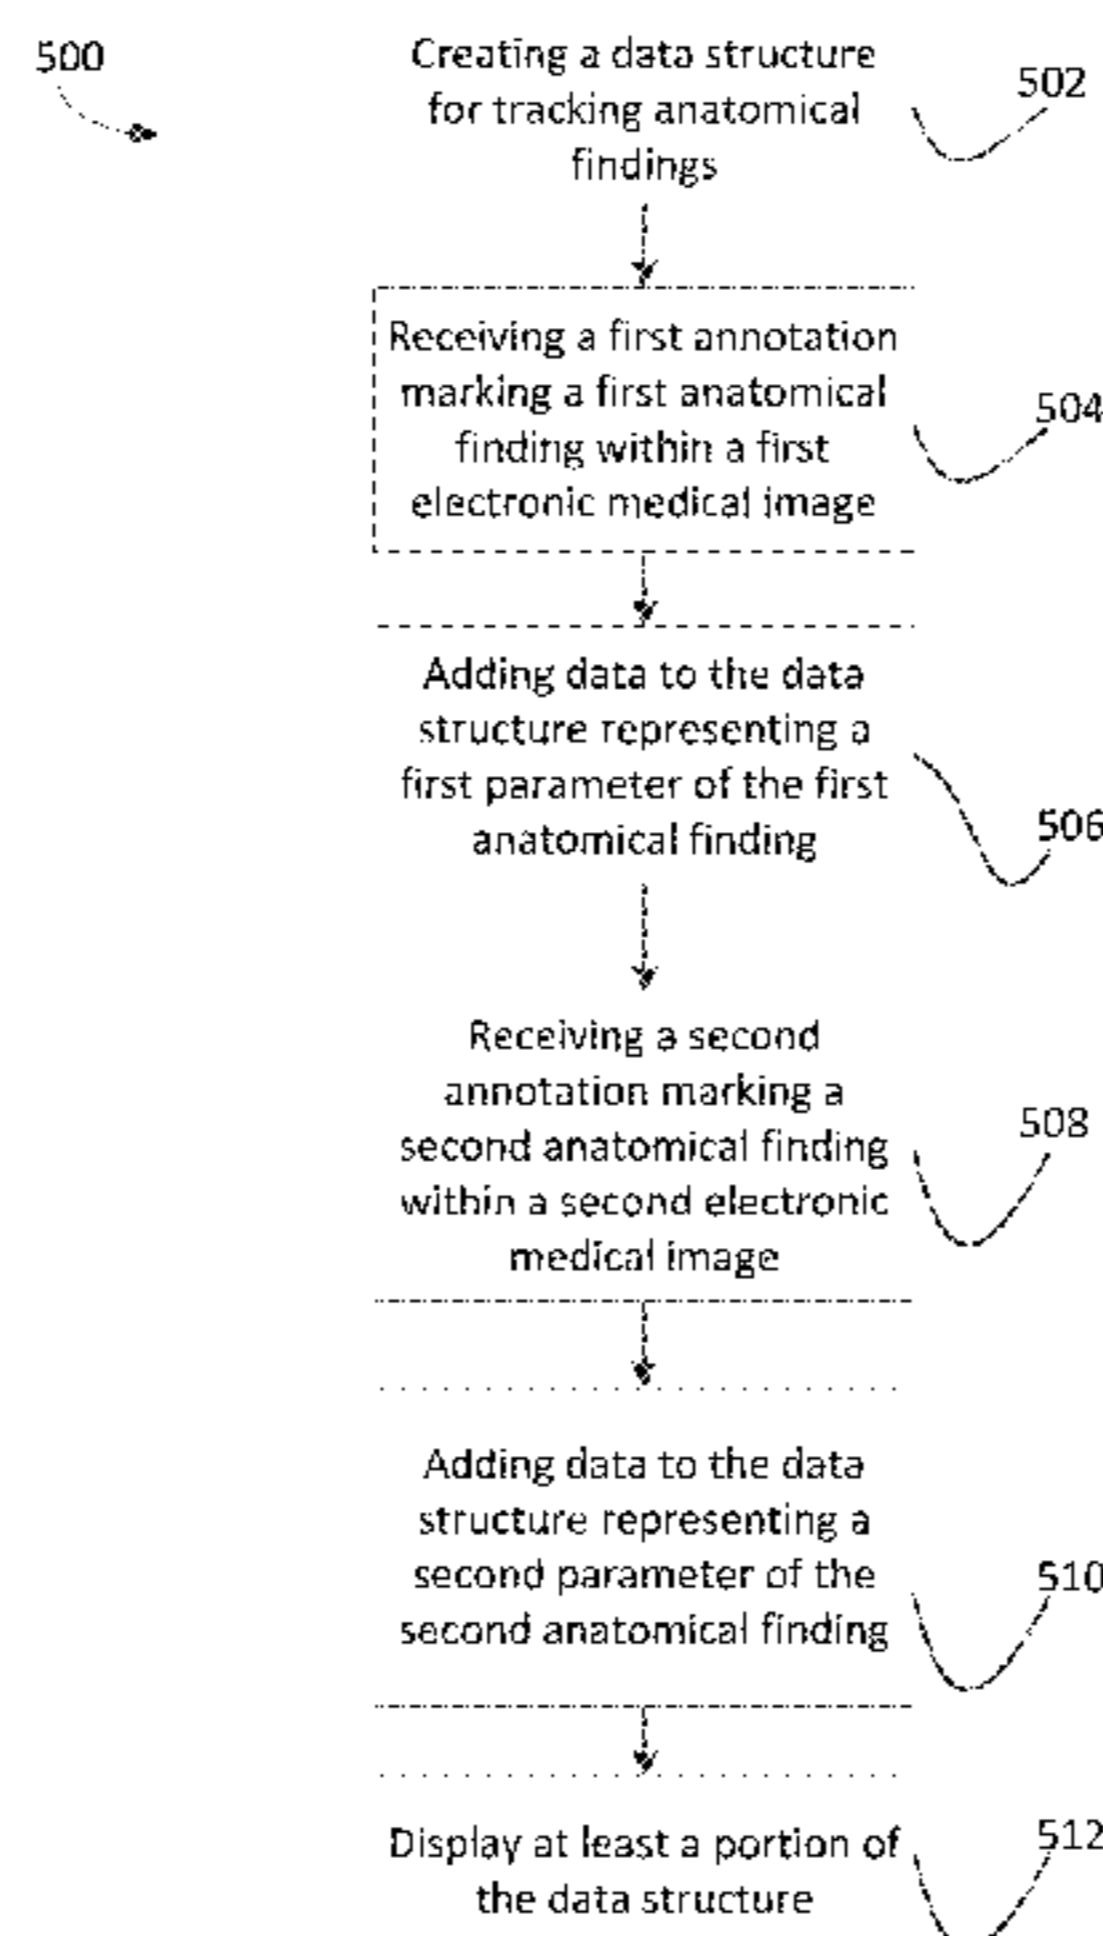 500
Creating a data structure
for tracking anatomical
findings
502
Receiving a first annotation
marking a first anatomical
finding within a first
electronic medical image
504
Adding data to the data
structure representing a
first parameter of the first
anatomical finding
506
Receiving a second
annotation marking a
second anatomical finding
within a second electronic
medical image
508
Adding data to the data
structure representing a
second parameter of the
second anatomical finding
510
Display at least a portion of
the data structure
512